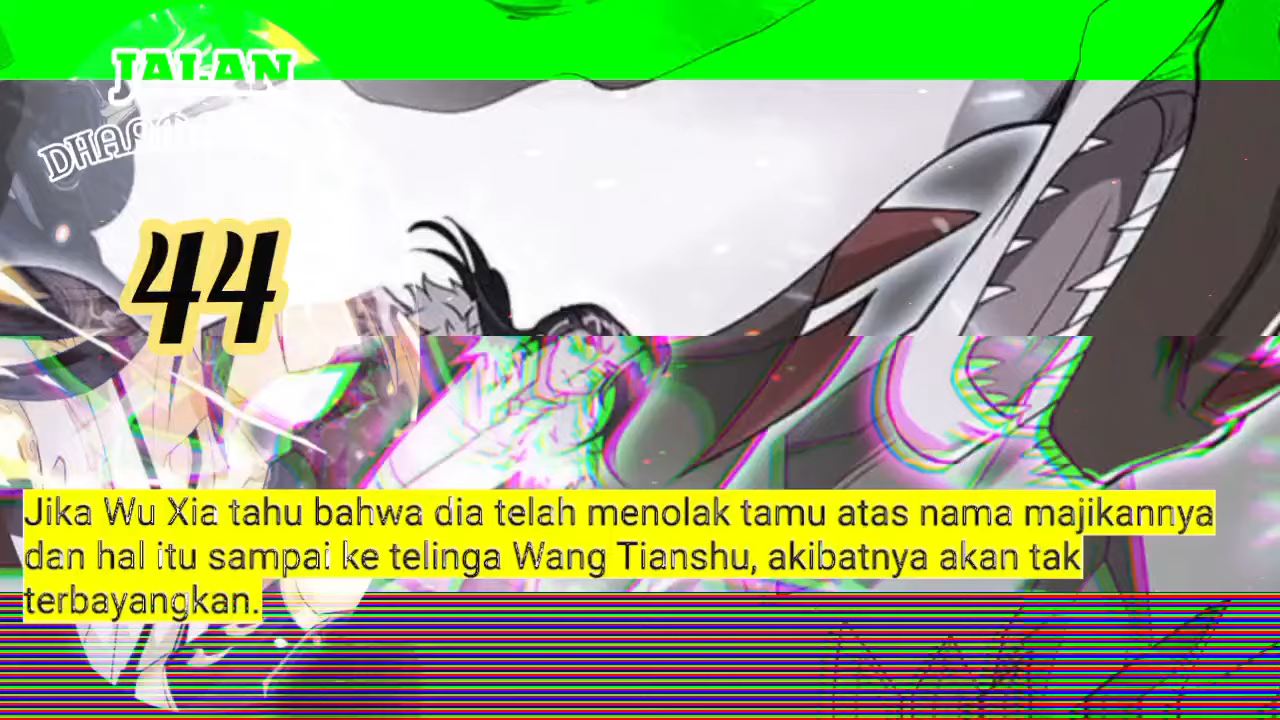 JALAN
44
Jika Wu Xia tahu bahwa dia telah menolak tamu atas nama majikannya
dan hal itu sampai ke telinga Wang Tianshu, akibatnya akan tak
terbayangkan.